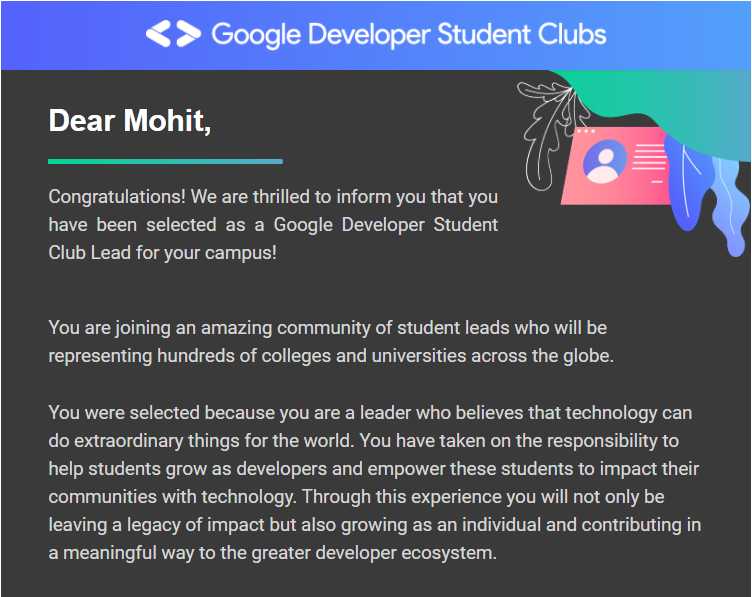 Google Developer Student Clubs
Dear Mohit,
Congratulations! We are thrilled to inform you that you
have been selected as a Google Developer Student
Club Lead for your campus!
You are joining an amazing community of student leads who will be
representing hundreds of colleges and universities across the globe.
You were selected because you are a leader who believes that technology can
do extraordinary things for the world. You have taken on the responsibility to
help students grow as developers and empower these students to impact their
communities with technology. Through this experience you will not only be
leaving a legacy of impact but also growing as an individual and contributing in
a meaningful way to the greater developer ecosystem.